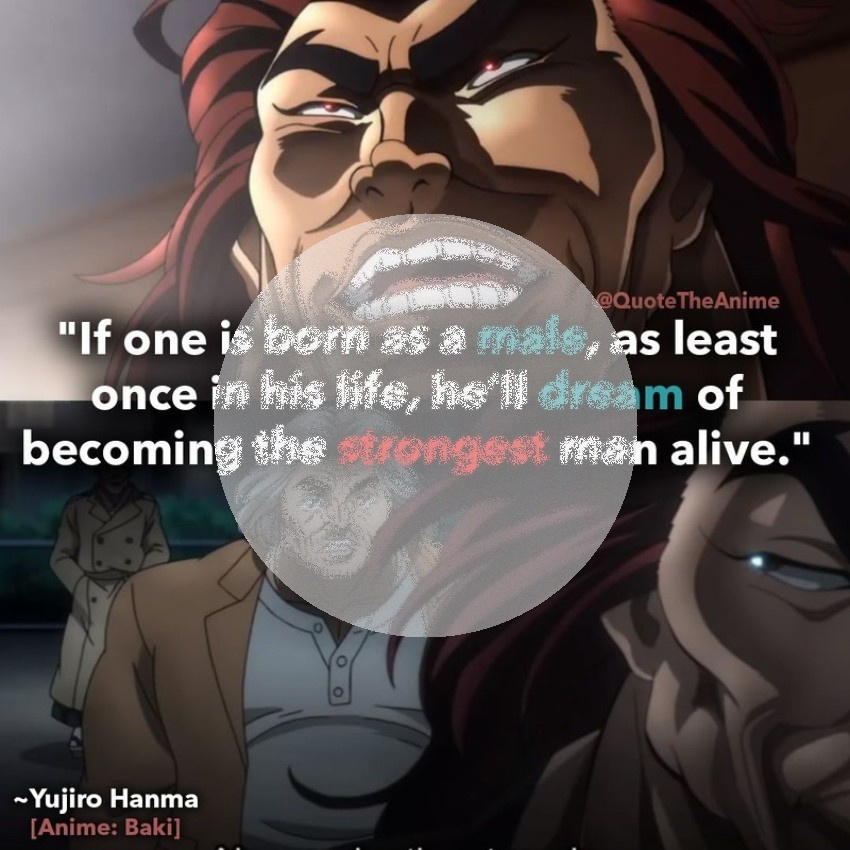 @QuoteTheAnime
"If one is born as a male, as least
once in his life, he'll dream of
becoming the strongest man alive."
~Yujiro Hanma
[Anime: Baki]